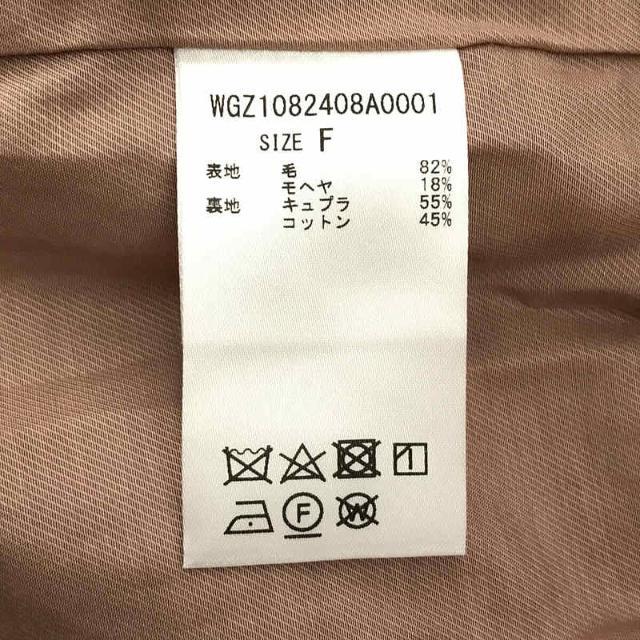 WGZ1082408A0001
SIZE F
表地 毛 82%
モヘヤ 18%
裏地 キュプラ 55%
コットン 45%
F W